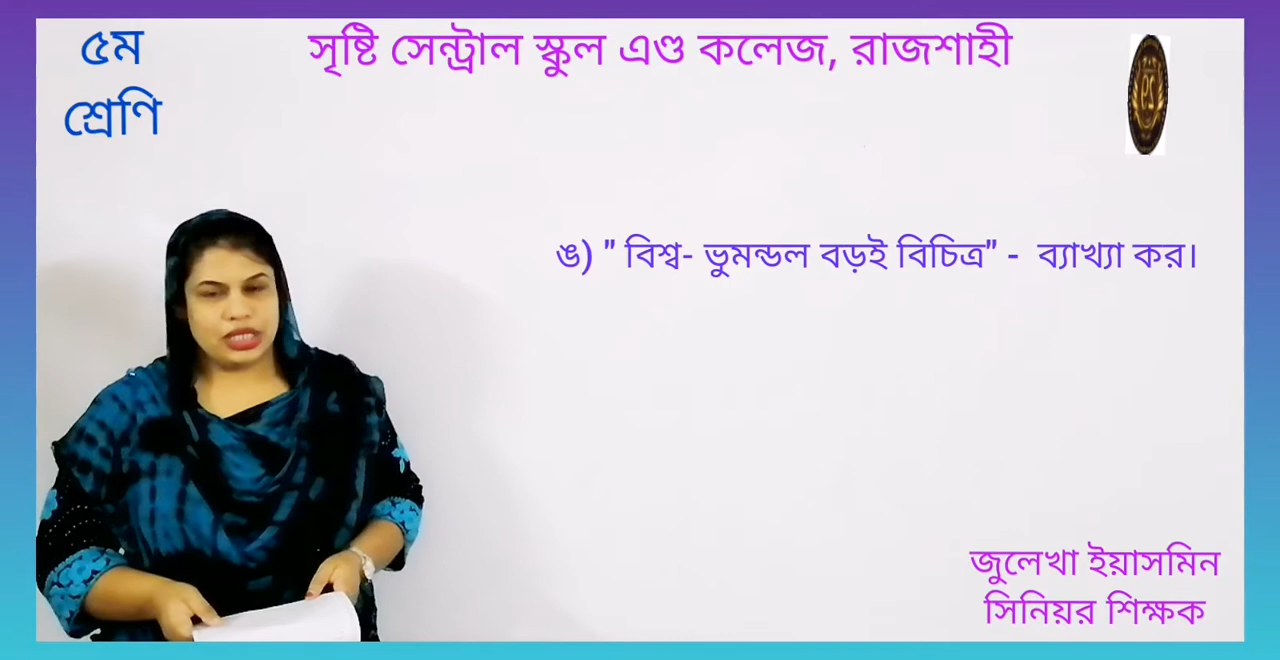 ৫ম
শ্রেণি
সৃষ্টি সেন্ট্রাল স্কুল এণ্ড কলেজ, রাজশাহী
ঙ) " বিশ্ব- ভুমন্ডল বড়ই বিচিত্র" - ব্যাখ্যা কর।
জুলেখা ইয়াসমিন
সিনিয়র শিক্ষক